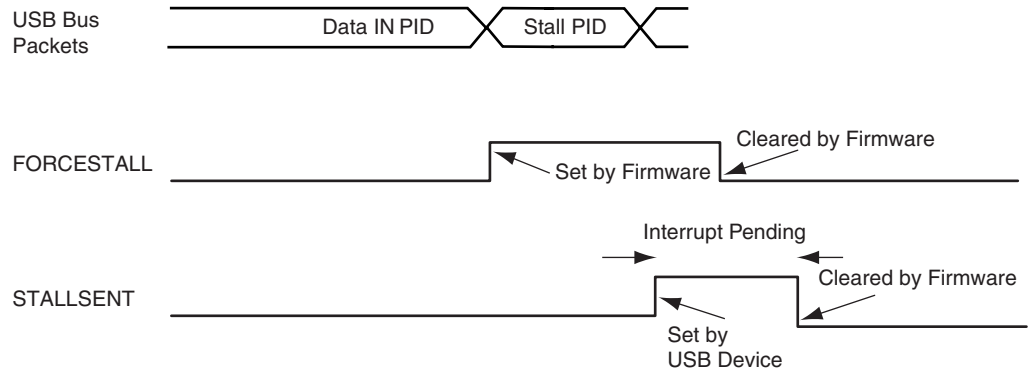 USB Bus
Packets
Data IN PID
Stall PID
FORCESTALL
Set by Firmware
Cleared by Firmware
Interrupt Pending
STALLSENT
Set by
USB Device
Cleared by Firmware